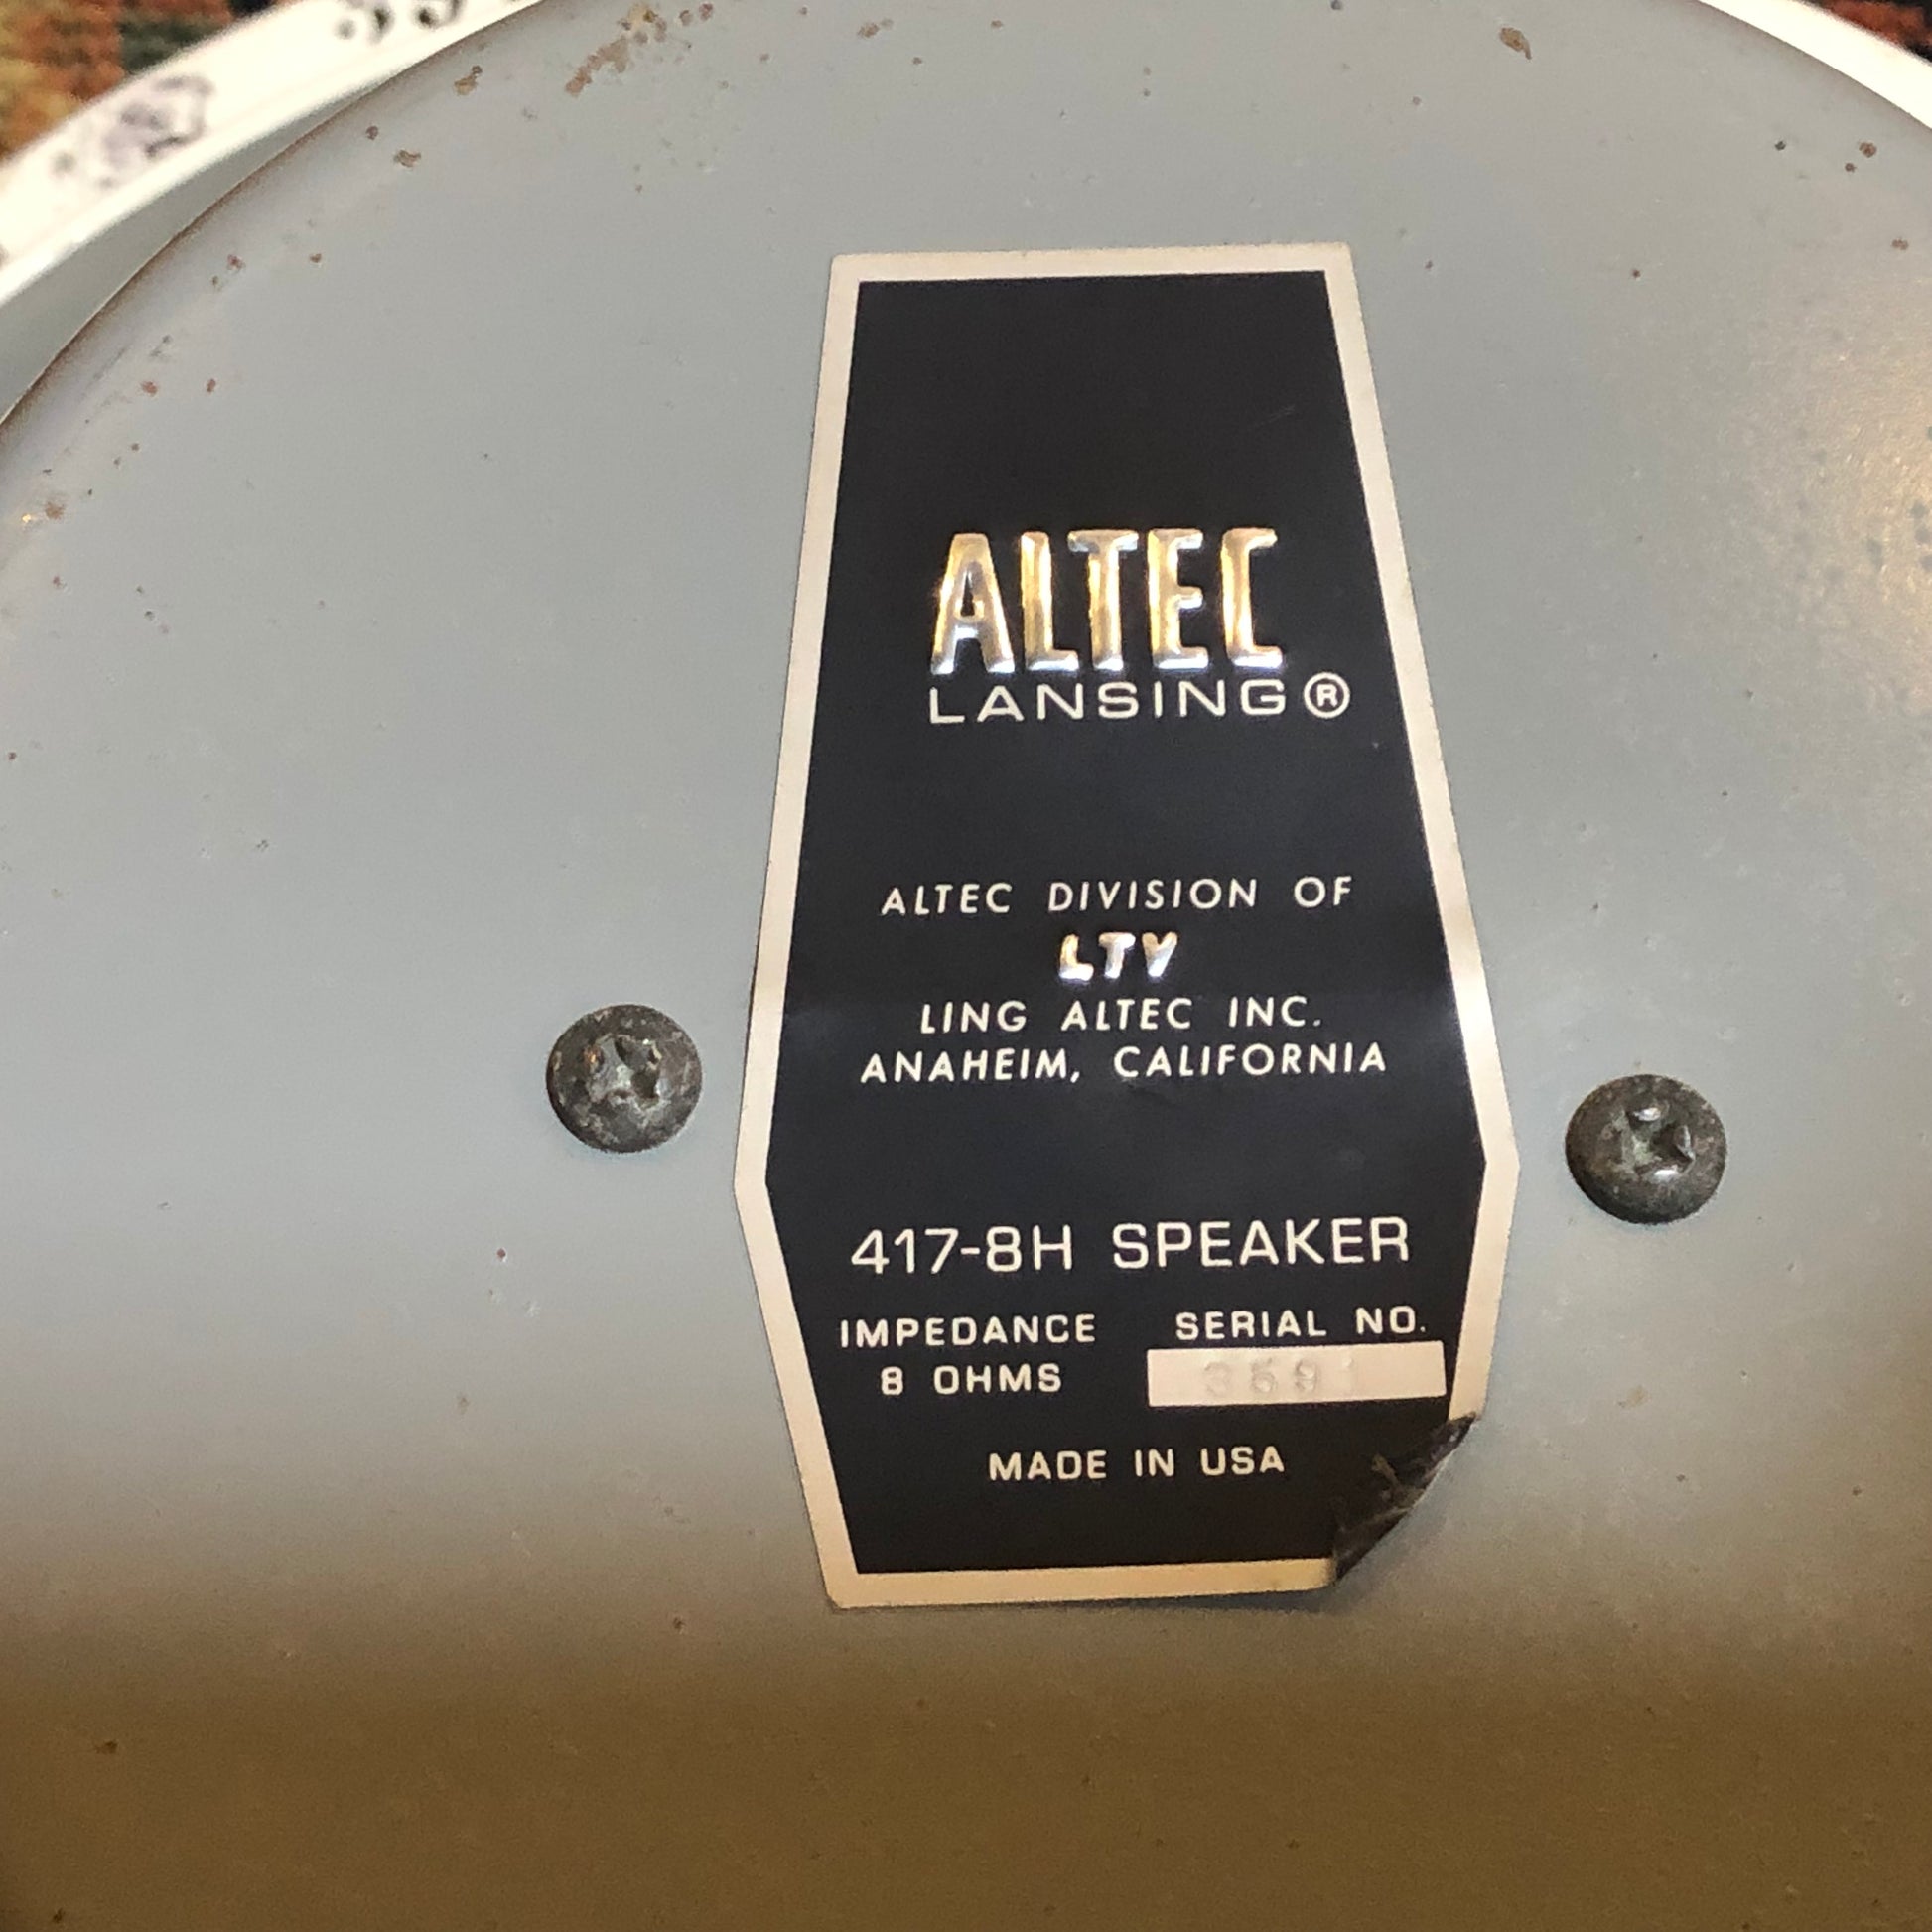 ALTEC
LANSING®
ALTEC DIVISION OF
LTV
LING ALTEC INC.
ANAHEIM, CALIFORNIA
417-8H SPEAKER
IMPEDANCE SERIAL NO.
8 OHMS
MADE IN USA